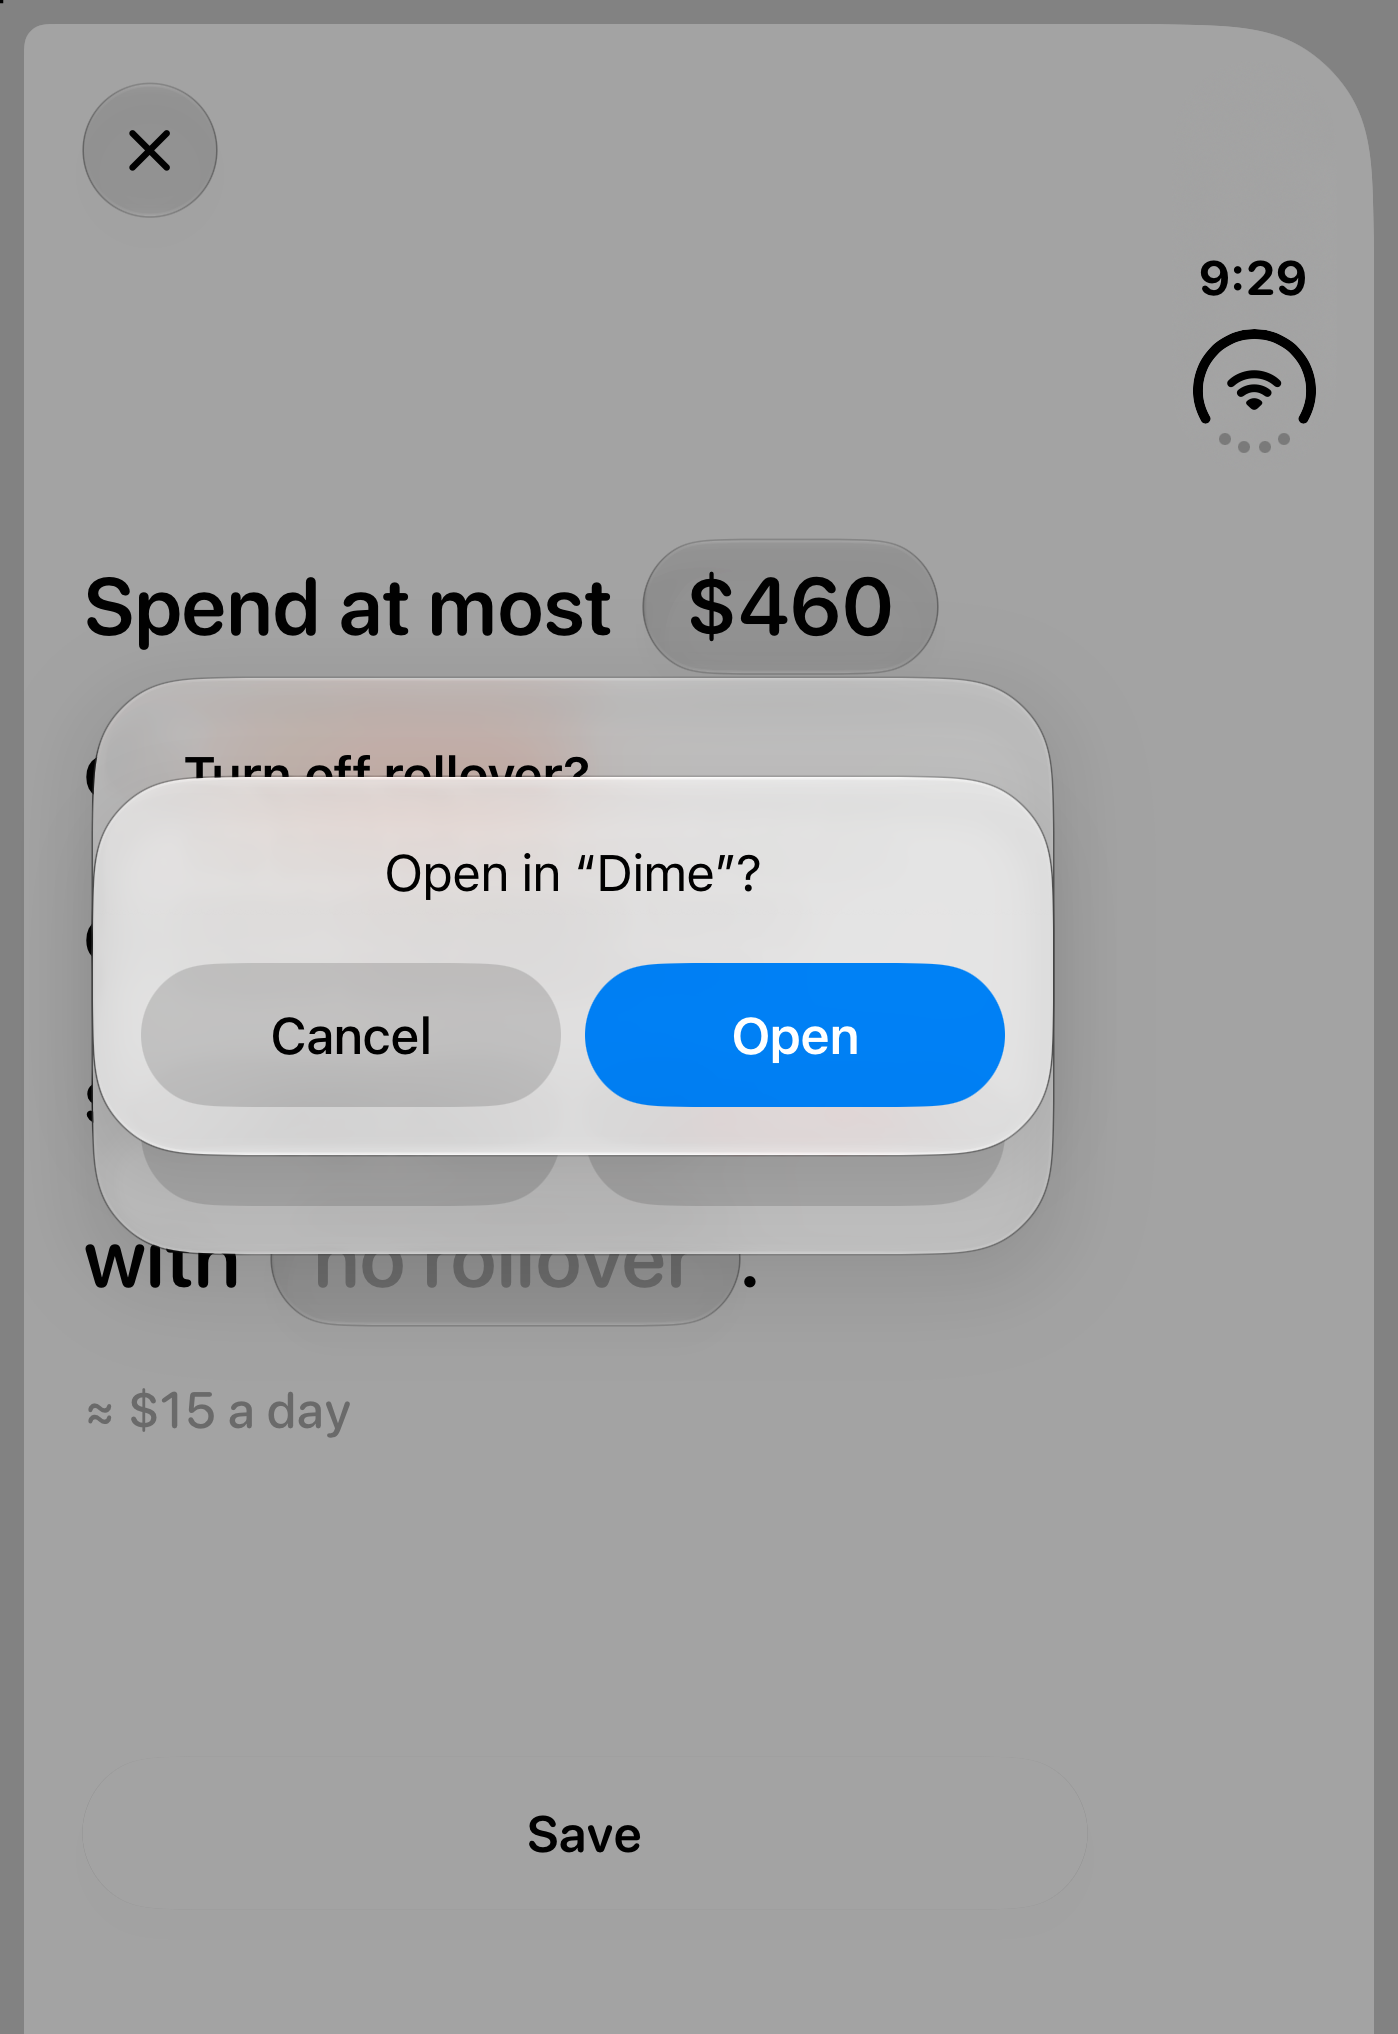 9:29
Spend at most $460
Turn off rollover?
Open in “Dime”?
Cancel Open
with no rollover.
≈ $15 a day
Save